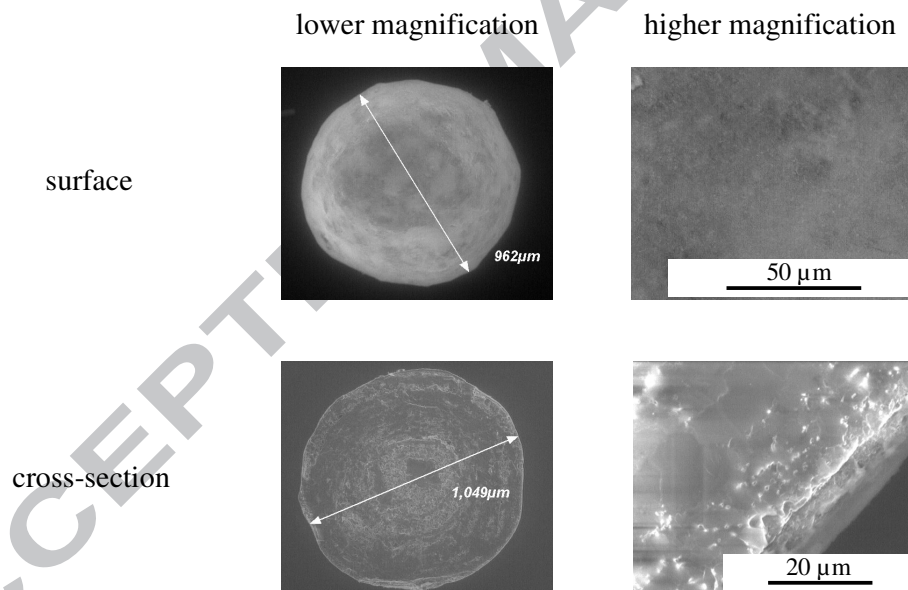 lower magnification higher magnification
surface
962µm
50 µm
cross-section
1,049µm
20 µm